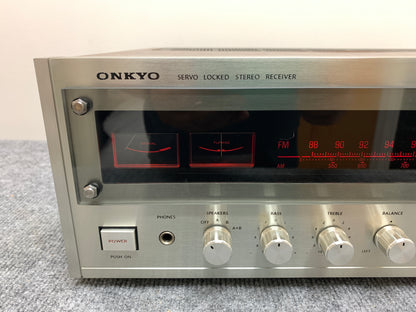 ONKYO SERVO LOCKED STEREO RECEIVER
TUNING
FM 88 90 92 94 9
AM
PHONES
SPEAKERS BASS TREBLE BALANCE
OFF A B A+B
LEFT
POWER
PUSH ON